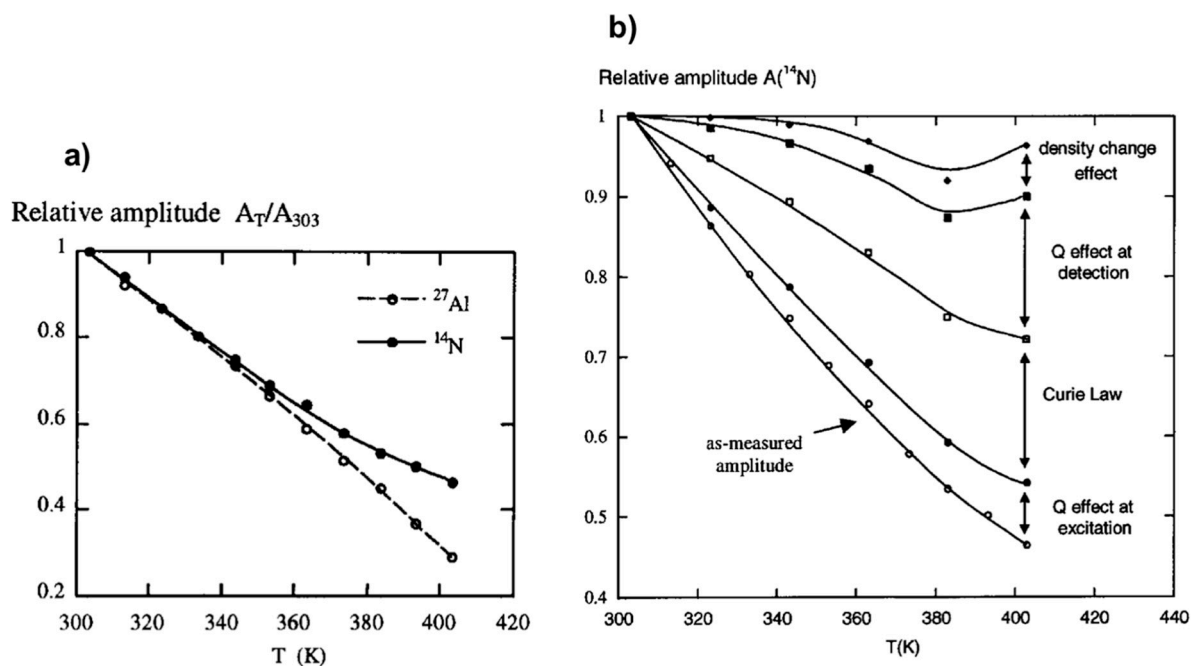 a)
Relative amplitude A_T/A_303
1
0.8
0.6
0.4
0.2
300 320 340 360 380 400 420
T (K)
27Al
14N
b)
Relative amplitude A(14N)
1
0.9
0.8
0.7
0.6
0.5
0.4
300 320 340 360 380 400 420 440
T(K)
density change
effect
Q effect at
detection
Curie Law
Q effect at
excitation
as-measured
amplitude